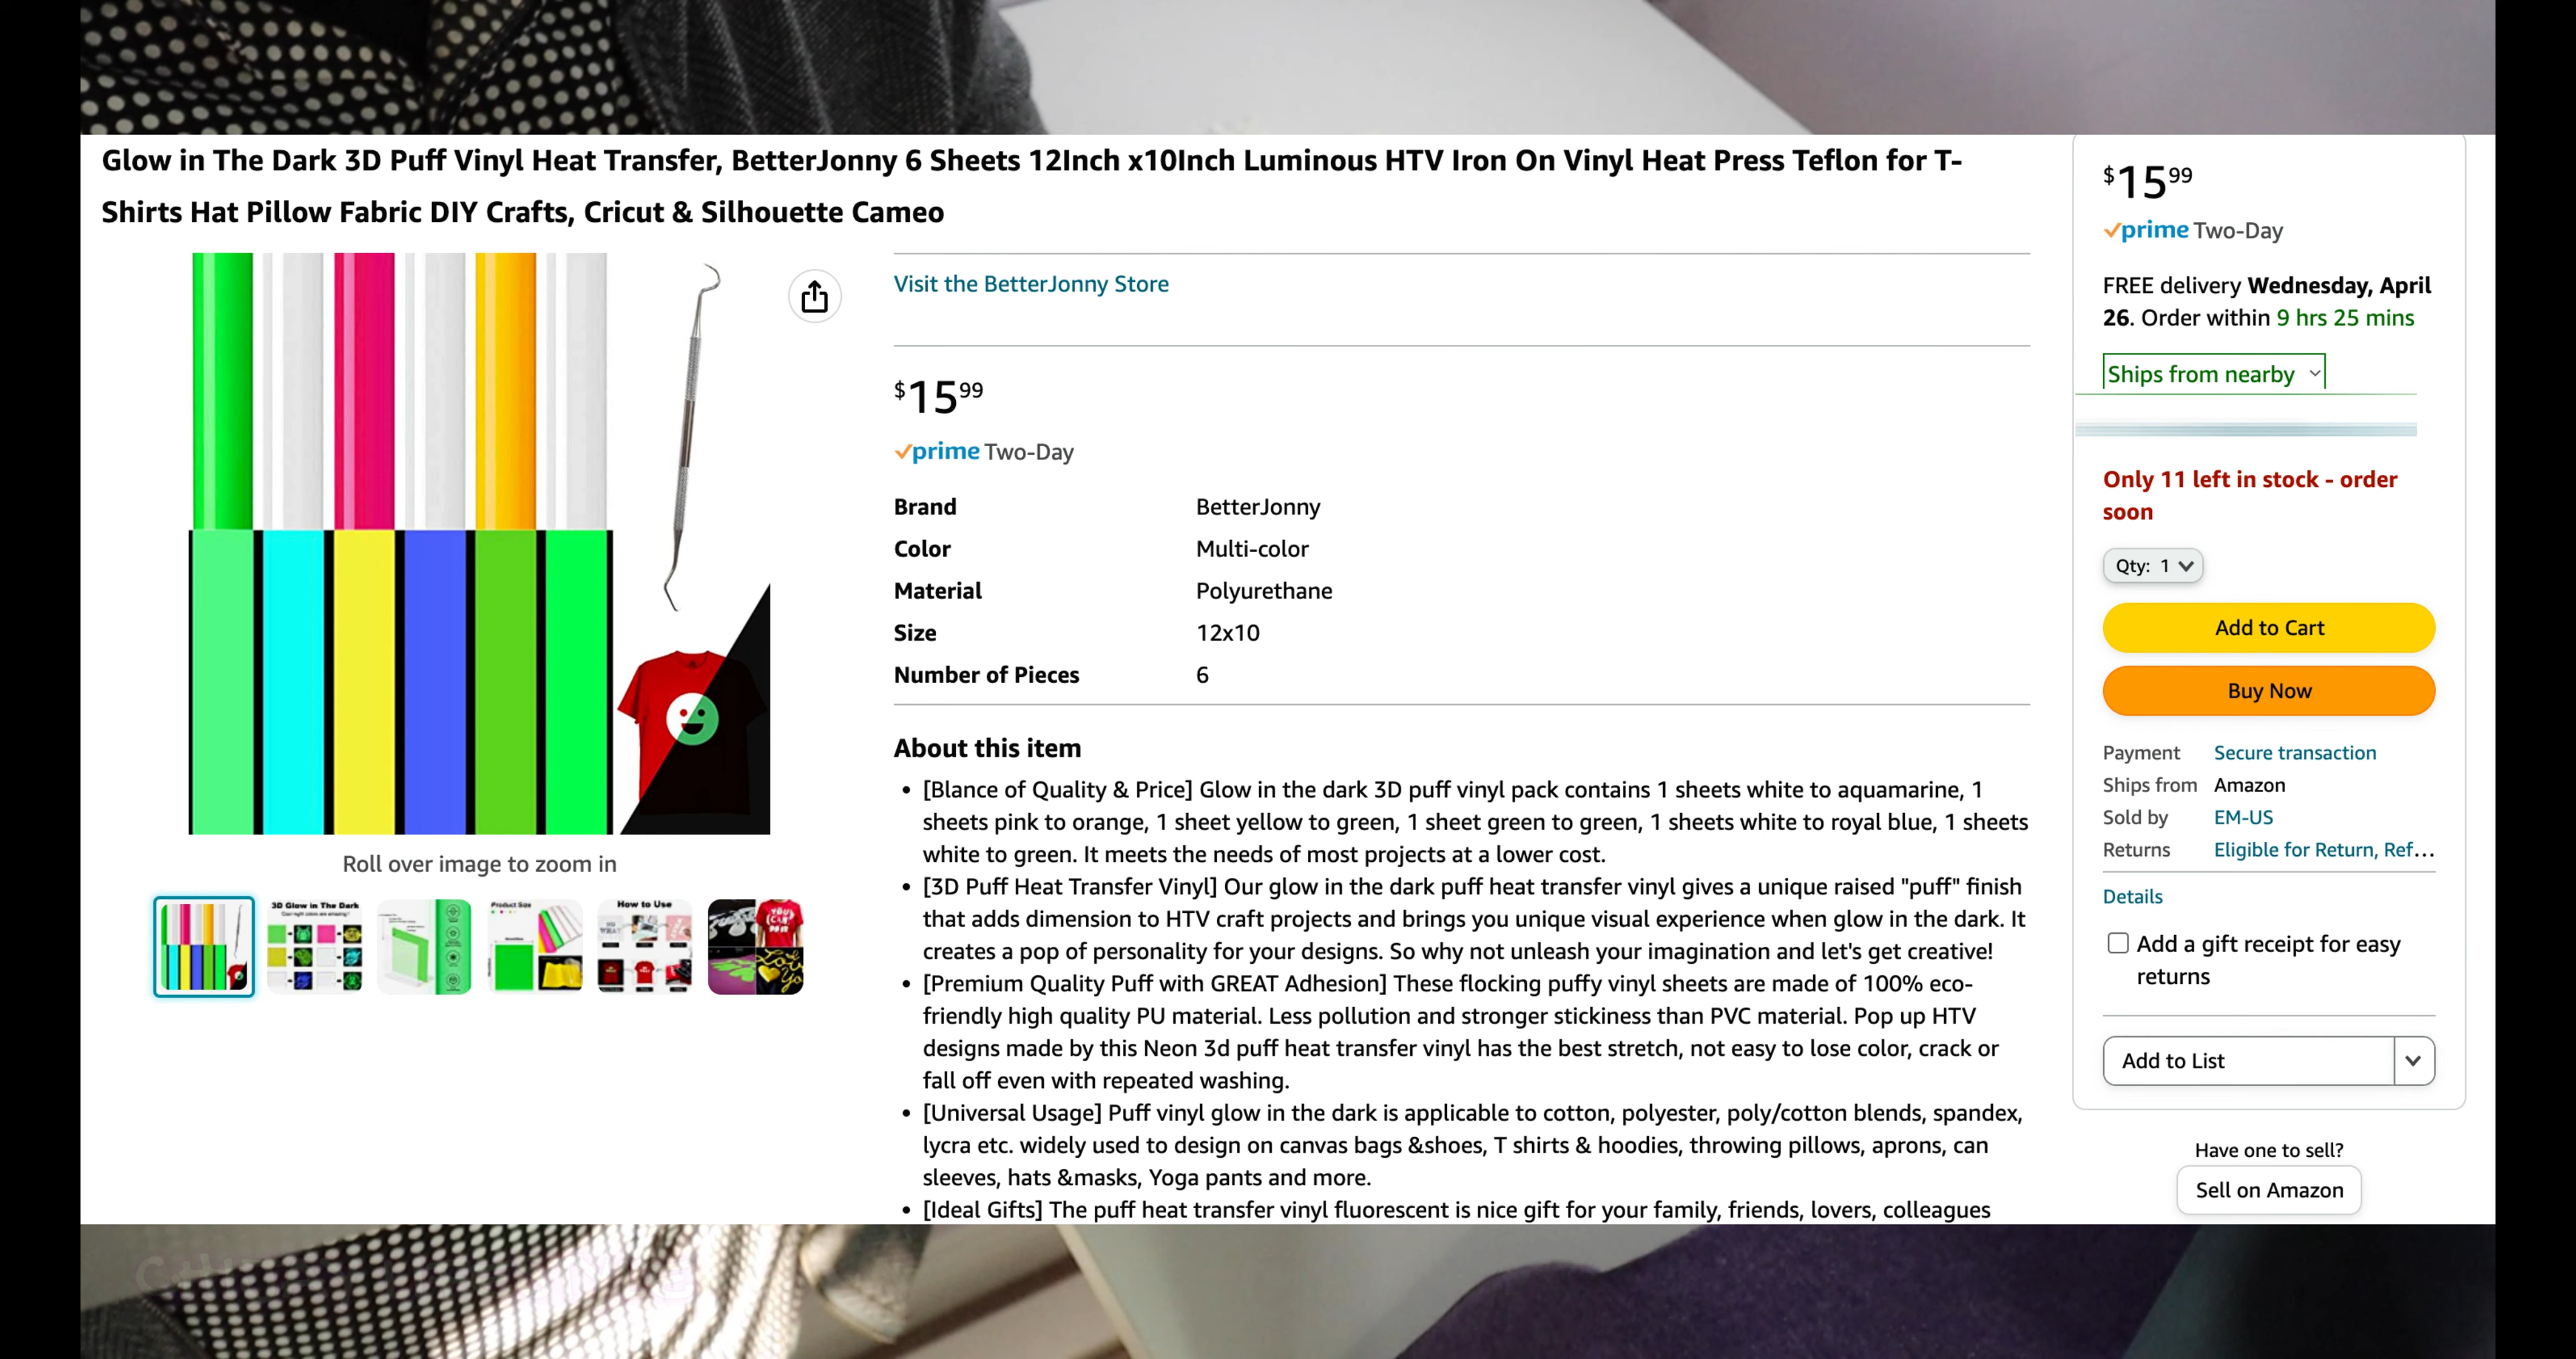 Glow in The Dark 3D Puff Vinyl Heat Transfer, BetterJonny 6 Sheets 12Inch x10Inch Luminous HTV Iron On Vinyl Heat Press Teflon for T-
Shirts Hat Pillow Fabric DIY Crafts, Cricut & Silhouette Cameo
Roll over image to zoom in
3D Glow in The Dark
Product Size
How to Use
Visit the BetterJonny Store
$15 99
prime Two-Day
Brand BetterJonny
Color Multi-color
Material Polyurethane
Size 12x10
Number of Pieces 6
About this item
• [Blance of Quality & Price] Glow in the dark 3D puff vinyl pack contains 1 sheets white to aquamarine, 1
sheets pink to orange, 1 sheet yellow to green, 1 sheet green to green, 1 sheets white to royal blue, 1 sheets
white to green. It meets the needs of most projects at a lower cost.
• [3D Puff Heat Transfer Vinyl] Our glow in the dark puff heat transfer vinyl gives a unique raised "puff" finish
that adds dimension to HTV craft projects and brings you unique visual experience when glow in the dark. It
creates a pop of personality for your designs. So why not unleash your imagination and let's get creative!
• [Premium Quality Puff with GREAT Adhesion] These flocking puffy vinyl sheets are made of 100% eco-
friendly high quality PU material. Less pollution and stronger stickiness than PVC material. Pop up HTV
designs made by this Neon 3d puff heat transfer vinyl has the best stretch, not easy to lose color, crack or
fall off even with repeated washing.
• [Universal Usage] Puff vinyl glow in the dark is applicable to cotton, polyester, poly/cotton blends, spandex,
lycra etc. widely used to design on canvas bags &shoes, T shirts & hoodies, throwing pillows, aprons, can
sleeves, hats &masks, Yoga pants and more.
• [Ideal Gifts] The puff heat transfer vinyl fluorescent is nice gift for your family, friends, lovers, colleagues
$15 99
prime Two-Day
FREE delivery Wednesday, April
26. Order within 9 hrs 25 mins
Ships from nearby
Only 11 left in stock - order
soon
Qty: 1
Add to Cart
Buy Now
Payment Secure transaction
Ships from Amazon
Sold by EM-US
Returns Eligible for Return, Ref...
Details
Add a gift receipt for easy
returns
Add to List
Have one to sell?
Sell on Amazon